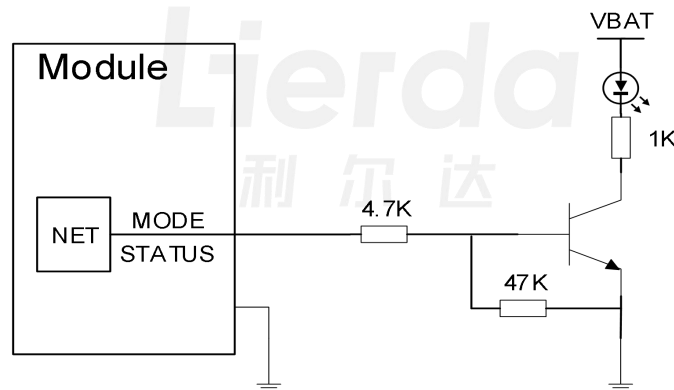 Lierda
利尔达
VBAT
Module
1K
4.7K
MODE
NET
STATUS
47K